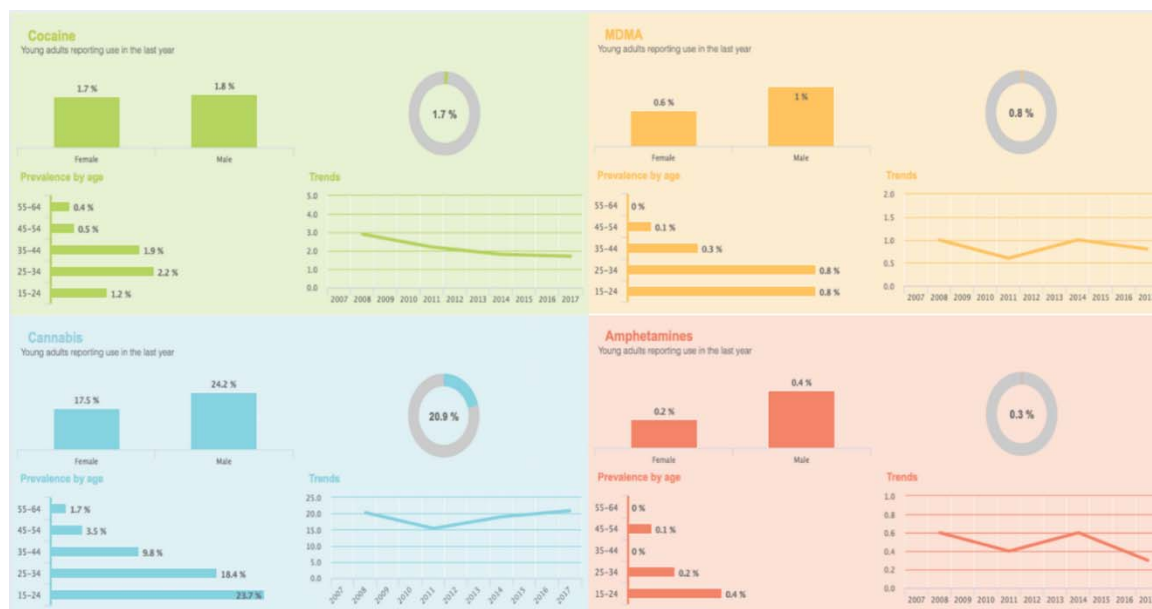 Cocaine
Young adults reporting use in the last year
1.7 %
1.8 %
Female
Male
1.7 %
Prevalence by age
55-64
0.4 %
45-54
0.5 %
35-44
1.9 %
25-34
2.2 %
15-24
1.2 %
Trends
5.0
4.0
3.0
2.0
1.0
0.0
2007 2008 2009 2010 2011 2012 2013 2014 2015 2016 2017
MDMA
Young adults reporting use in the last year
0.6 %
1 %
Female
Male
0.8 %
Prevalence by age
55-64
0 %
45-54
0.1 %
35-44
0.3 %
25-34
0.8 %
15-24
0.8 %
Trends
2.0
1.5
1.0
0.5
0.0
2007 2008 2009 2010 2011 2012 2013 2014 2015 2016
Cannabis
Young adults reporting use in the last year
17.5 %
24.2 %
Female
Male
20.9 %
Prevalence by age
55-64
1.7 %
45-54
3.5 %
35-44
9.8 %
25-34
18.4 %
15-24
23.7 %
Trends
25.0
20.0
15.0
10.0
5.0
0.0
2007 2008 2009 2010 2011 2012 2013 2014 2015 2016 2017
Amphetamines
Young adults reporting use in the last year
0.2 %
0.4 %
Female
Male
0.3 %
Prevalence by age
55-64
0 %
45-54
0.1 %
35-44
0 %
25-34
0.2 %
15-24
0.4 %
Trends
1.0
0.8
0.6
0.4
0.2
0.0
2007 2008 2009 2010 2011 2012 2013 2014 2015 2016